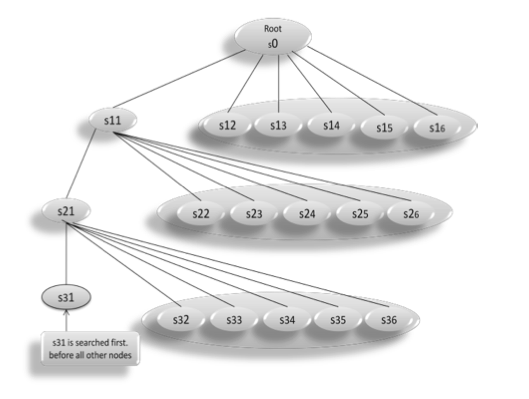 Root
s0
s11
s12 s13 s14 s15 s16
s21
s22 s23 s24 s25 s26
s31
s32 s33 s34 s35 s36
s31 is searched first.
before all other nodes